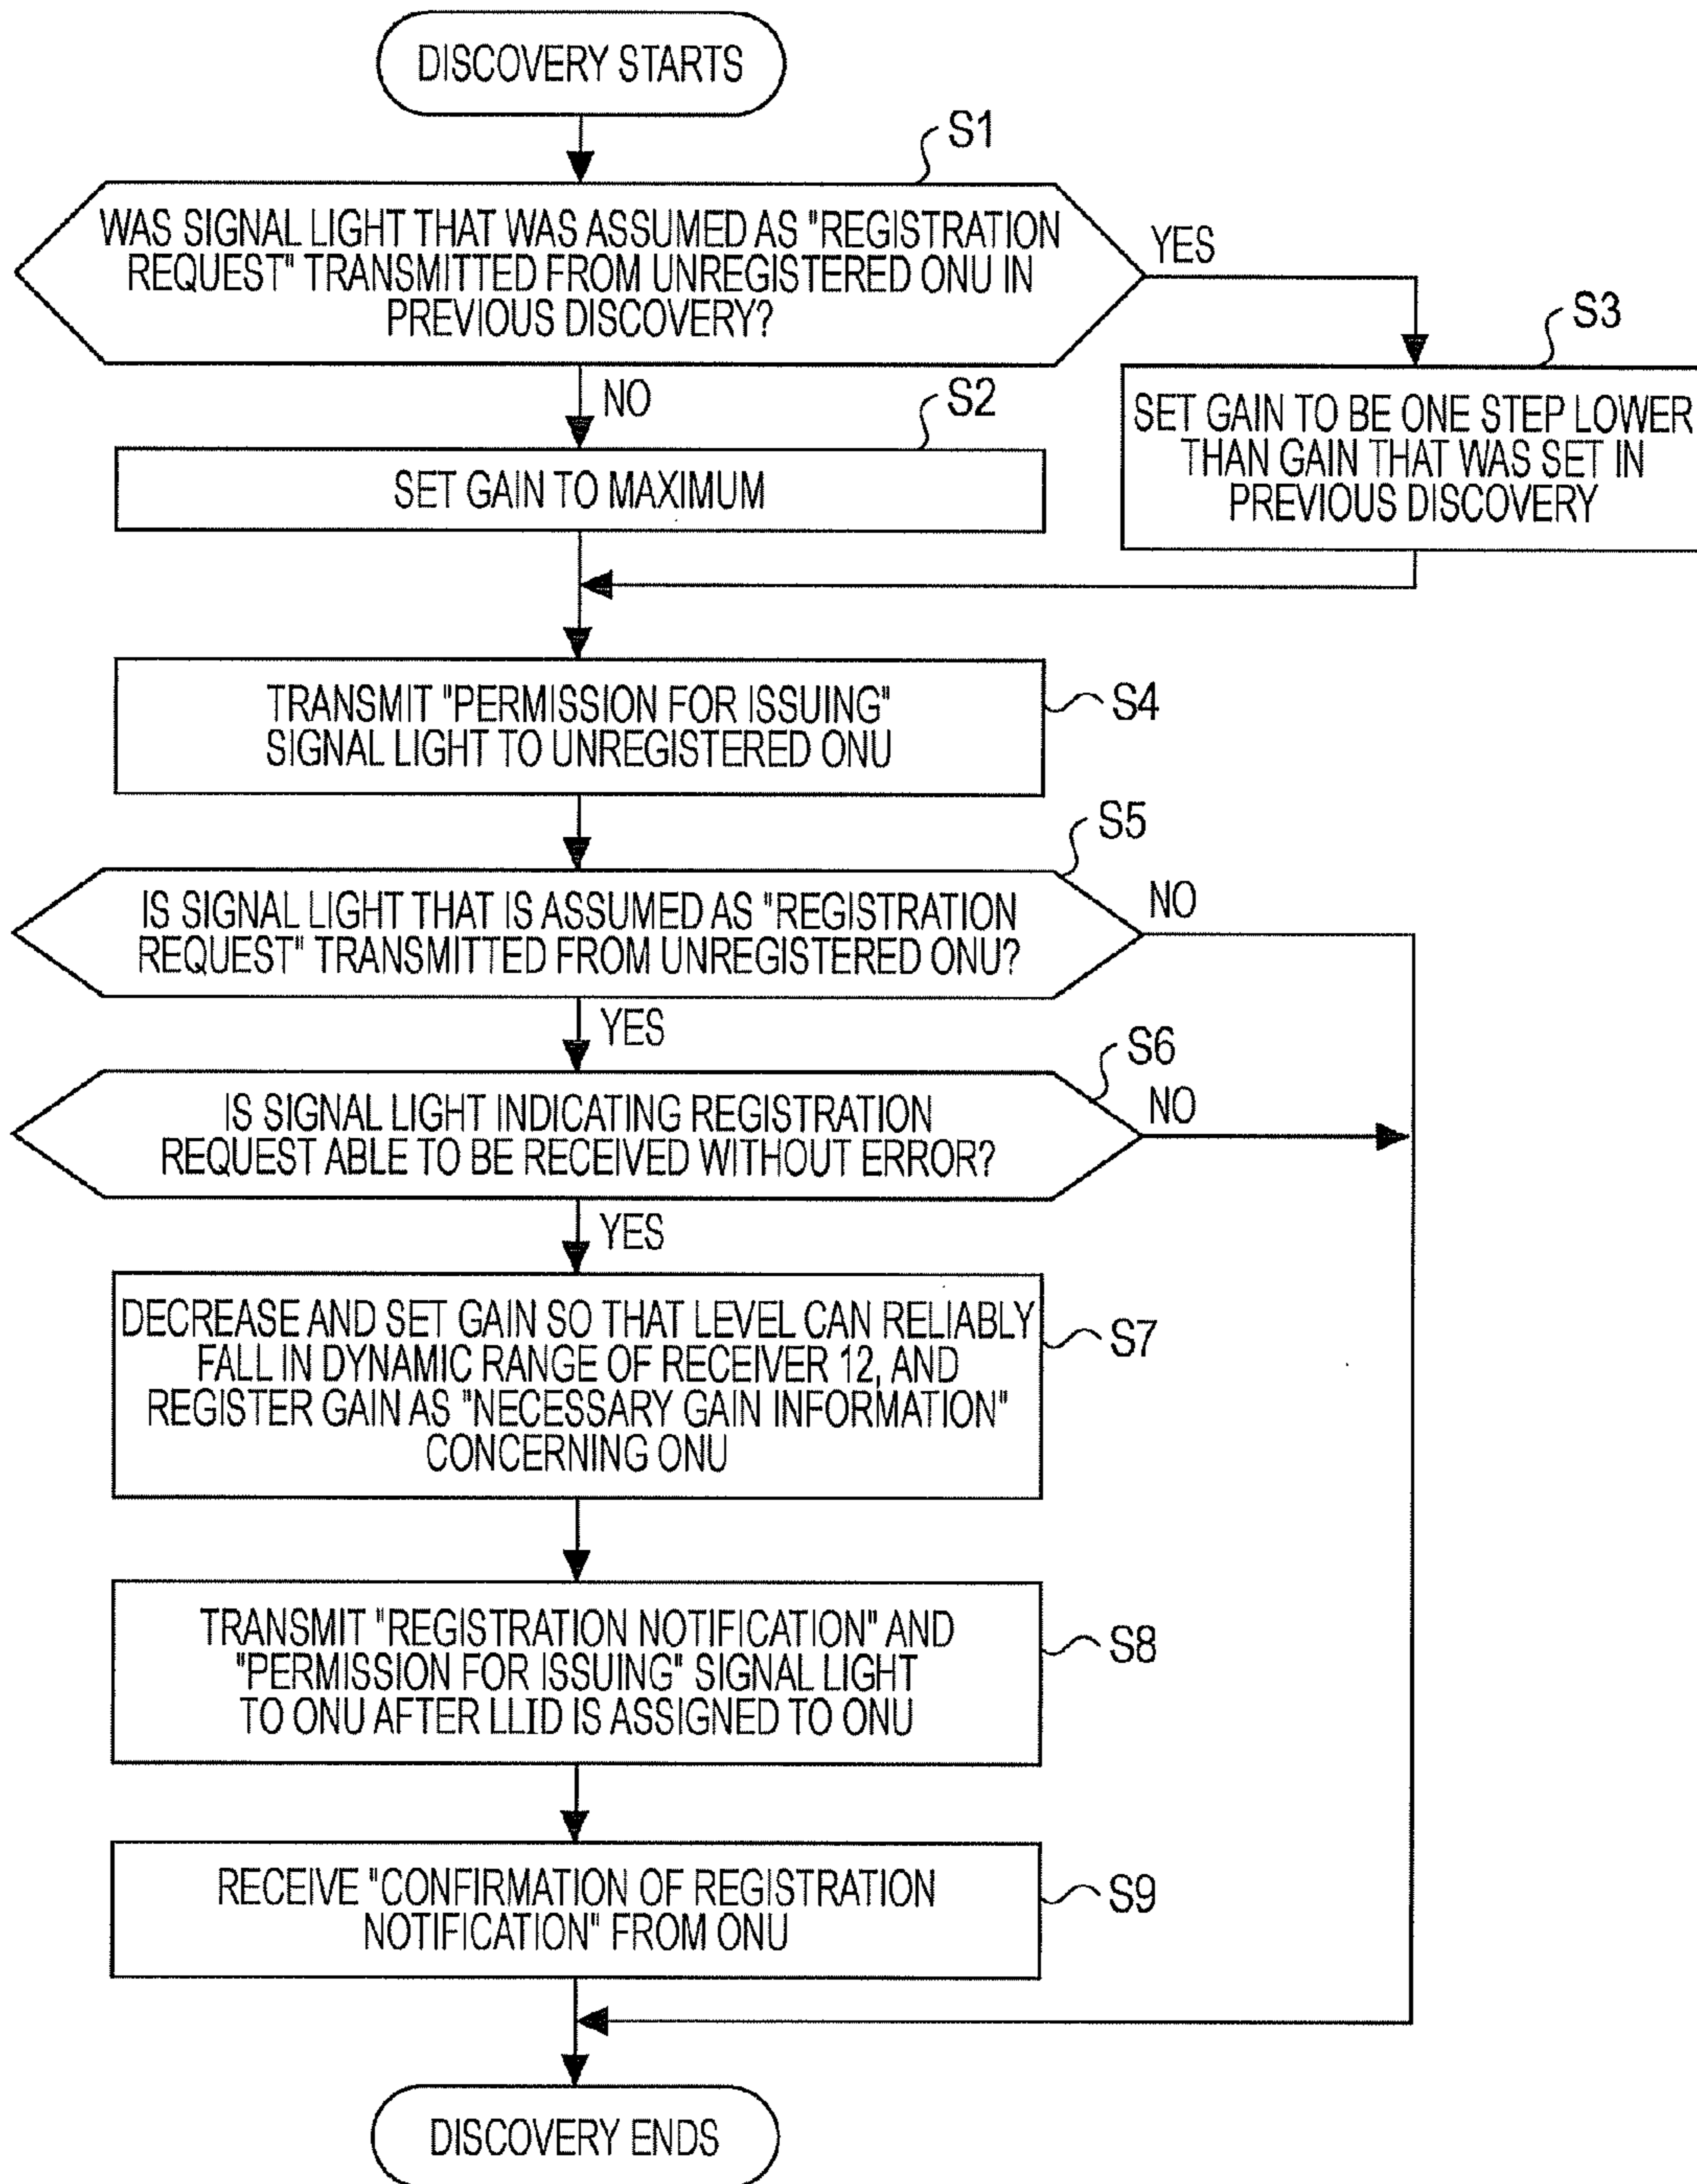 DISCOVERY STARTS
S1
WAS SIGNAL LIGHT THAT WAS ASSUMED AS "REGISTRATION
REQUEST" TRANSMITTED FROM UNREGISTERED ONU IN
PREVIOUS DISCOVERY?
YES
NO
S2
SET GAIN TO MAXIMUM
S3
SET GAIN TO BE ONE STEP LOWER
THAN GAIN THAT WAS SET IN
PREVIOUS DISCOVERY
TRANSMIT "PERMISSION FOR ISSUING"
SIGNAL LIGHT TO UNREGISTERED ONU
S4
S5
IS SIGNAL LIGHT THAT IS ASSUMED AS "REGISTRATION
REQUEST" TRANSMITTED FROM UNREGISTERED ONU?
NO
YES
S6
IS SIGNAL LIGHT INDICATING REGISTRATION
REQUEST ABLE TO BE RECEIVED WITHOUT ERROR?
NO
YES
DECREASE AND SET GAIN SO THAT LEVEL CAN RELIABLY
FALL IN DYNAMIC RANGE OF RECEIVER 12, AND
REGISTER GAIN AS "NECESSARY GAIN INFORMATION"
CONCERNING ONU
S7
TRANSMIT "REGISTRATION NOTIFICATION" AND
"PERMISSION FOR ISSUING" SIGNAL LIGHT
TO ONU AFTER LLID IS ASSIGNED TO ONU
S8
RECEIVE "CONFIRMATION OF REGISTRATION
NOTIFICATION" FROM ONU
S9
DISCOVERY ENDS